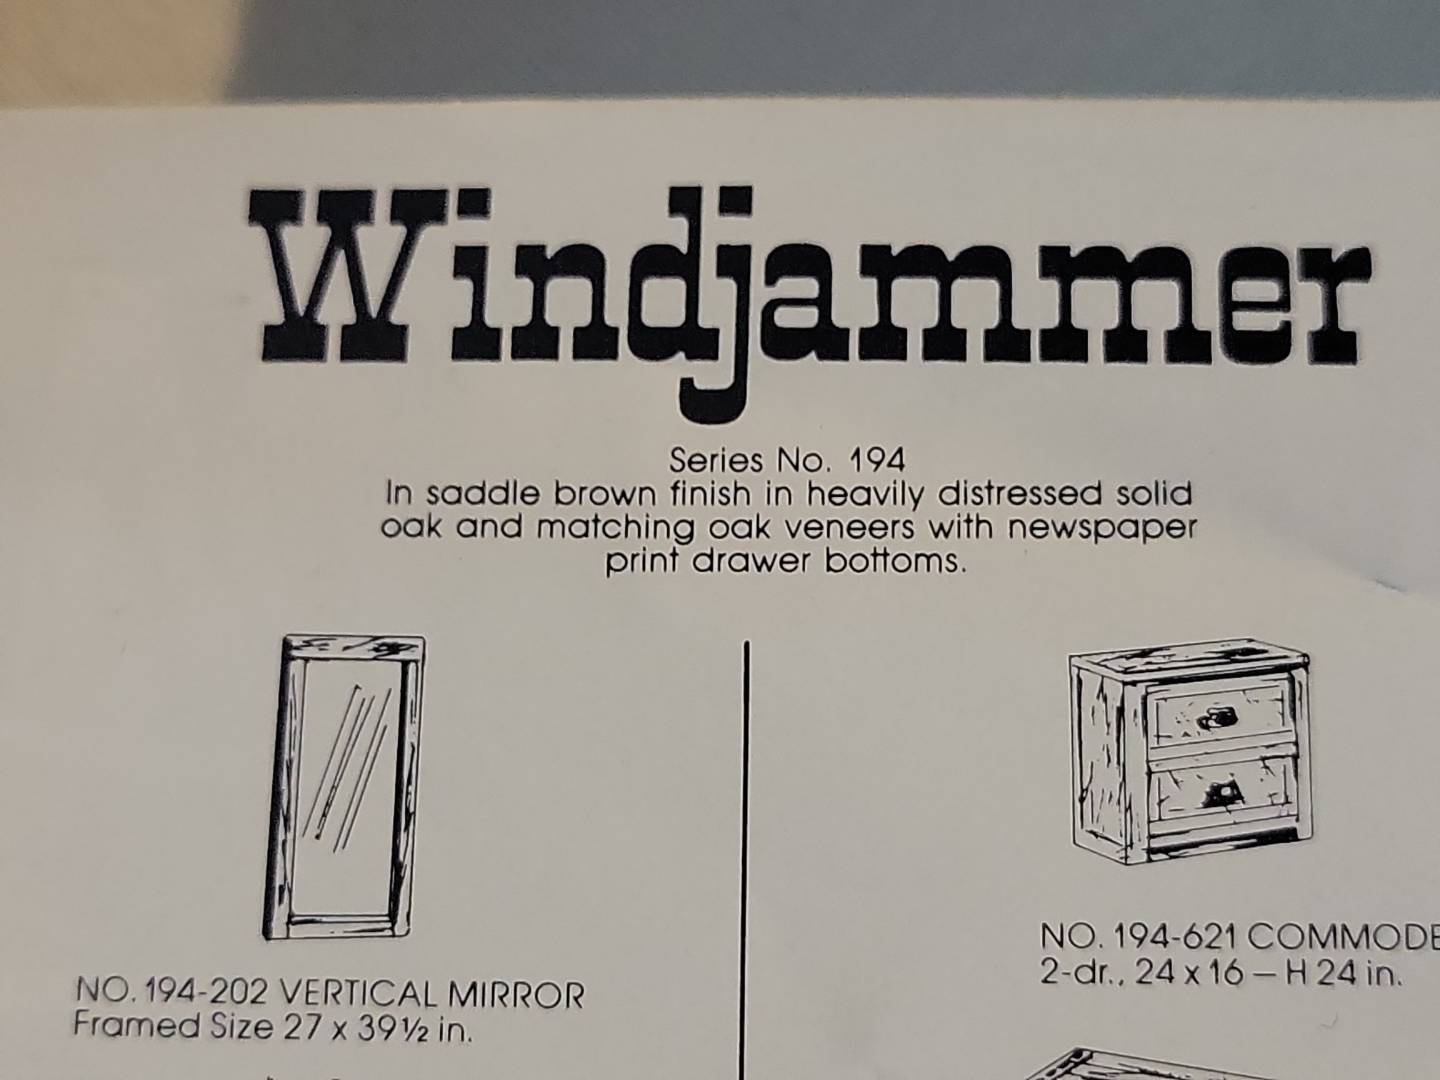 Windjammer
Series No. 194
In saddle brown finish in heavily distressed solid
oak and matching oak veneers with newspaper
print drawer bottoms.
NO. 194-202 VERTICAL MIRROR
Framed Size 27 x 39½ in.
NO. 194-621 COMMODE
2-dr., 24 x 16 – H 24 in.